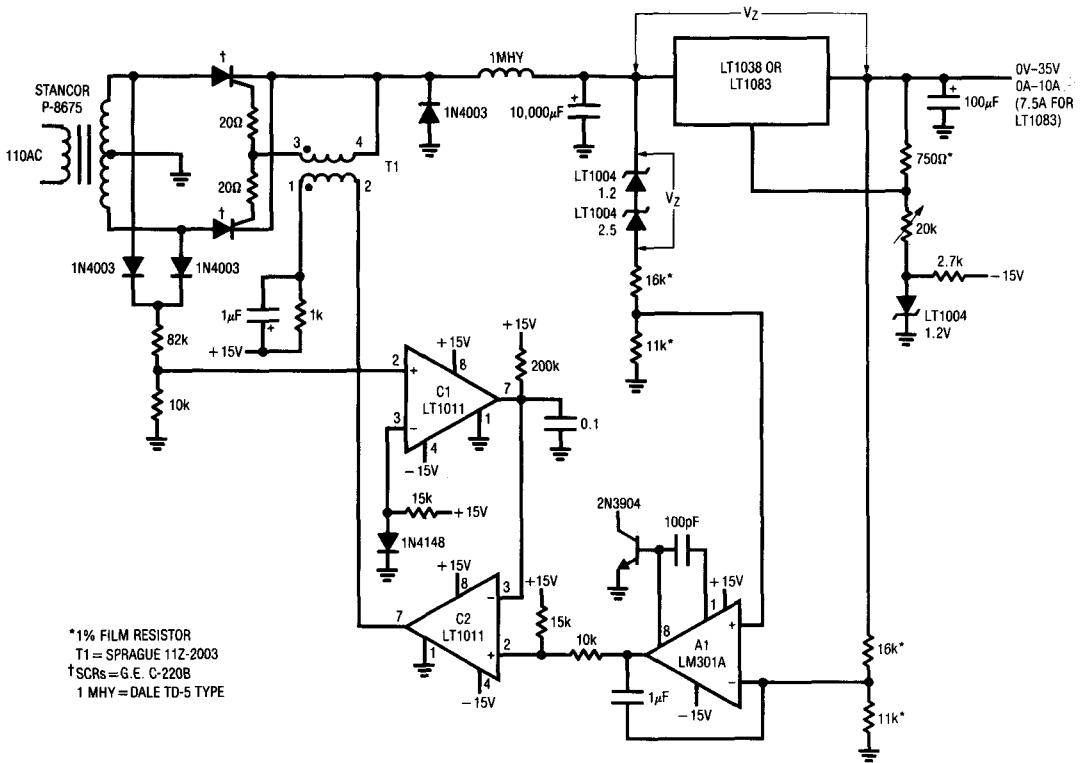 V_Z
†
1MHY
LT1038 OR
LT1083
0V–35V
0A–10A
(7.5A FOR
LT1083)
STANCOR
P-8675
110AC
20Ω
20Ω
3
4
T1
1
2
1N4003
10,000µF
+
+
100µF
750Ω*
LT1004
1.2
LT1004
2.5
V_Z
20k
†
2.7k
–15V
1N4003
1N4003
16k*
LT1004
1.2V
1µF
+
1k
+15V
82k
10k
11k*
+15V
200k
+15V
8
2
+
C1
LT1011
7
3
–
1
4
–15V
0.1
15k
+15V
1N4148
2N3904
100pF
+15V
8
3
–
+15V
15k
+15V
1
+
8
7
C2
LT1011
1
2
+
4
–15V
10k
A1
LM301A
–
–15V
1µF
16k*
11k*
*1% FILM RESISTOR
T1 = SPRAGUE 11Z-2003
†SCRs = G.E. C-220B
1 MHY = DALE TD-5 TYPE